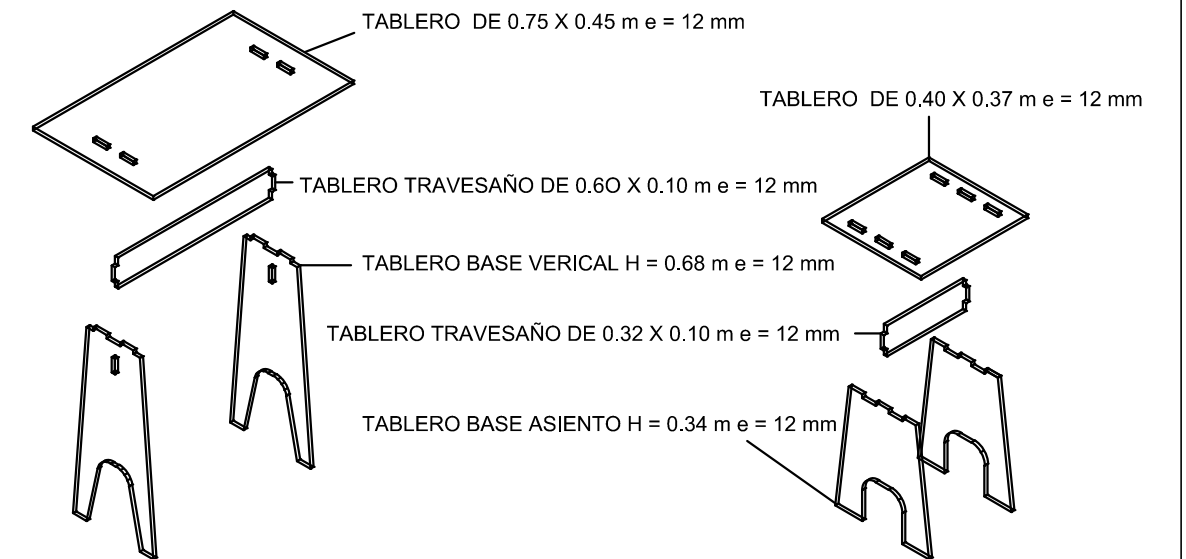 TABLERO DE 0.75 X 0.45 m e = 12 mm
TABLERO DE 0.40 X 0.37 m e = 12 mm
TABLERO TRAVESAÑO DE 0.6O X 0.10 m e = 12 mm
TABLERO BASE VERICAL H = 0.68 m e = 12 mm
TABLERO TRAVESAÑO DE 0.32 X 0.10 m e = 12 mm
TABLERO BASE ASIENTO H = 0.34 m e = 12 mm